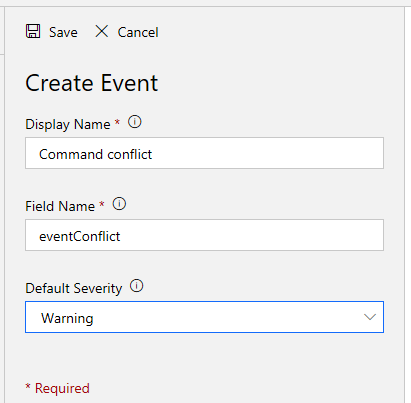 Save Cancel
Create Event
Display Name *
Command conflict
Field Name *
eventConflict
Default Severity
Warning
* Required